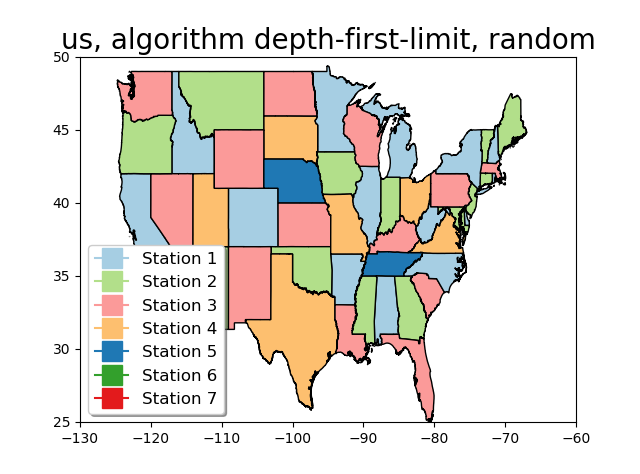 us, algorithm depth-first-limit, random
50
45
40
35
30
25
Station 1
Station 2
Station 3
Station 4
Station 5
Station 6
Station 7
−130 −120 −110 −100 −90 −80 −70 −60